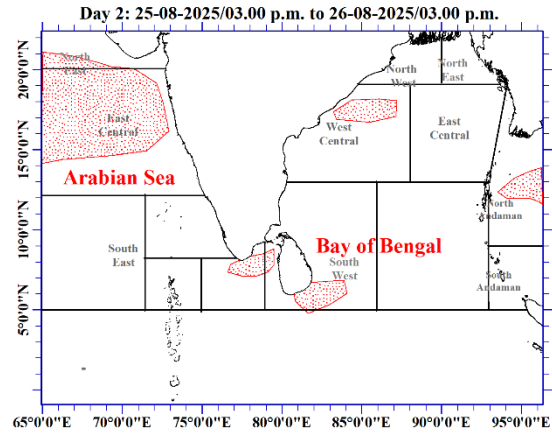 Day 2: 25-08-2025/03.00 p.m. to 26-08-2025/03.00 p.m.
North
East
North
West
North
East
East
Central
West
Central
East
Central
Arabian Sea
North
Andaman
South
East
Bay of Bengal
South
West
South
Andaman
20°0'0"N
15°0'0"N
10°0'0"N
5°0'0"N
65°0'0"E
70°0'0"E
75°0'0"E
80°0'0"E
86°0'0"E
90°0'0"E
95°0'0"E